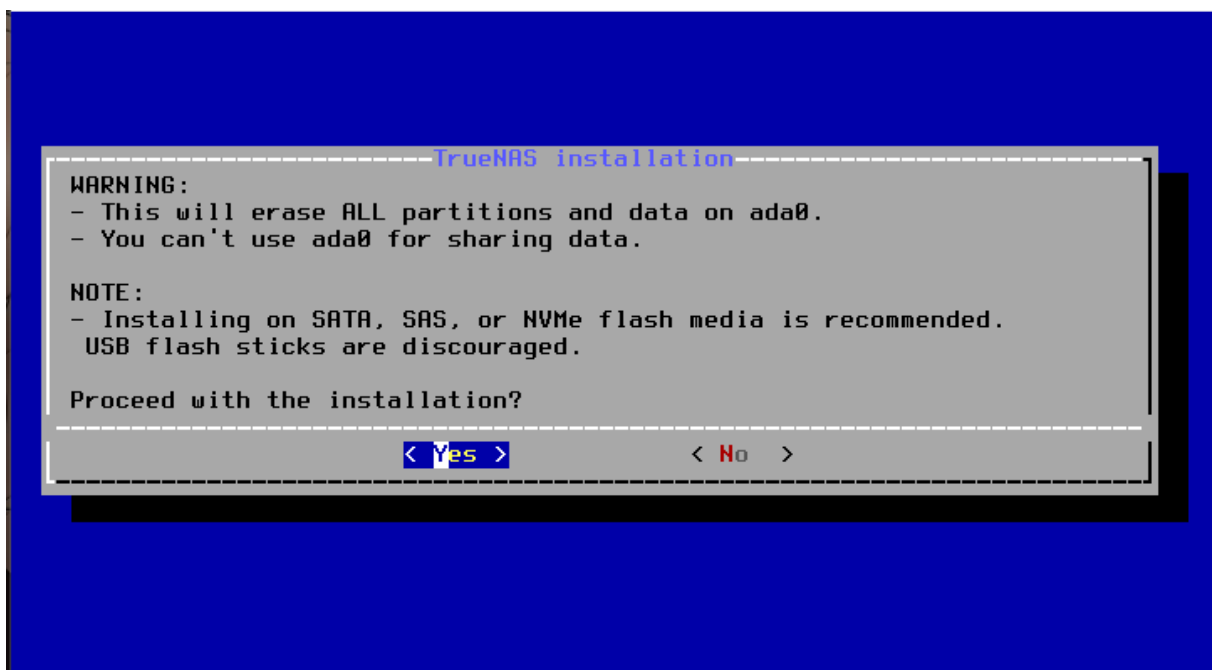 TrueNAS installation
WARNING:
- This will erase ALL partitions and data on ada0.
- You can't use ada0 for sharing data.
NOTE:
- Installing on SATA, SAS, or NVMe flash media is recommended.
USB flash sticks are discouraged.
Proceed with the installation?
< Yes > < No >